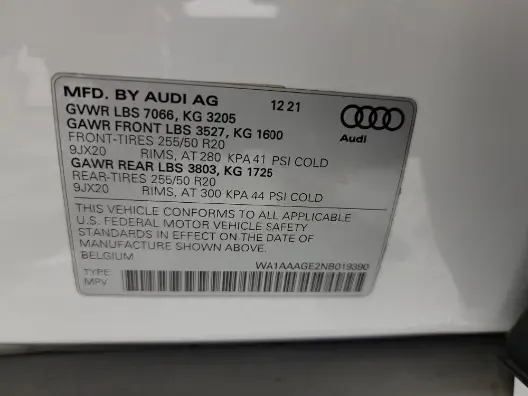 MFD. BY AUDI AG 12 21
GVWR LBS 7066, KG 3205
GAWR FRONT LBS 3527, KG 1600
FRONT-TIRES 255/50 R20
9JX20 RIMS, AT 280 KPA 41 PSI COLD
GAWR REAR LBS 3803, KG 1725
REAR-TIRES 255/50 R20
9JX20 RIMS, AT 300 KPA 44 PSI COLD
Audi
THIS VEHICLE CONFORMS TO ALL APPLICABLE
U.S. FEDERAL MOTOR VEHICLE SAFETY
STANDARDS IN EFFECT ON THE DATE OF
MANUFACTURE SHOWN ABOVE.
BELGIUM WA1AAAGE2NB019390
TYPE
MPV